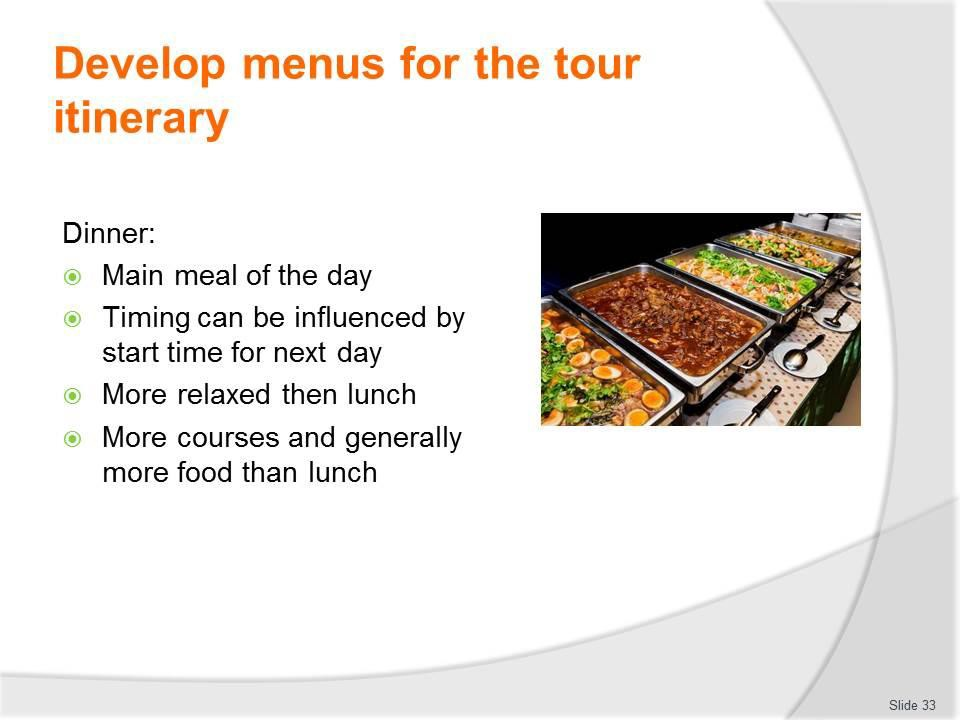 Develop menus for the tour
itinerary
Dinner:
Main meal of the day
Timing can be influenced by
start time for next day
More relaxed then lunch
More courses and generally
more food than lunch
Slide 33